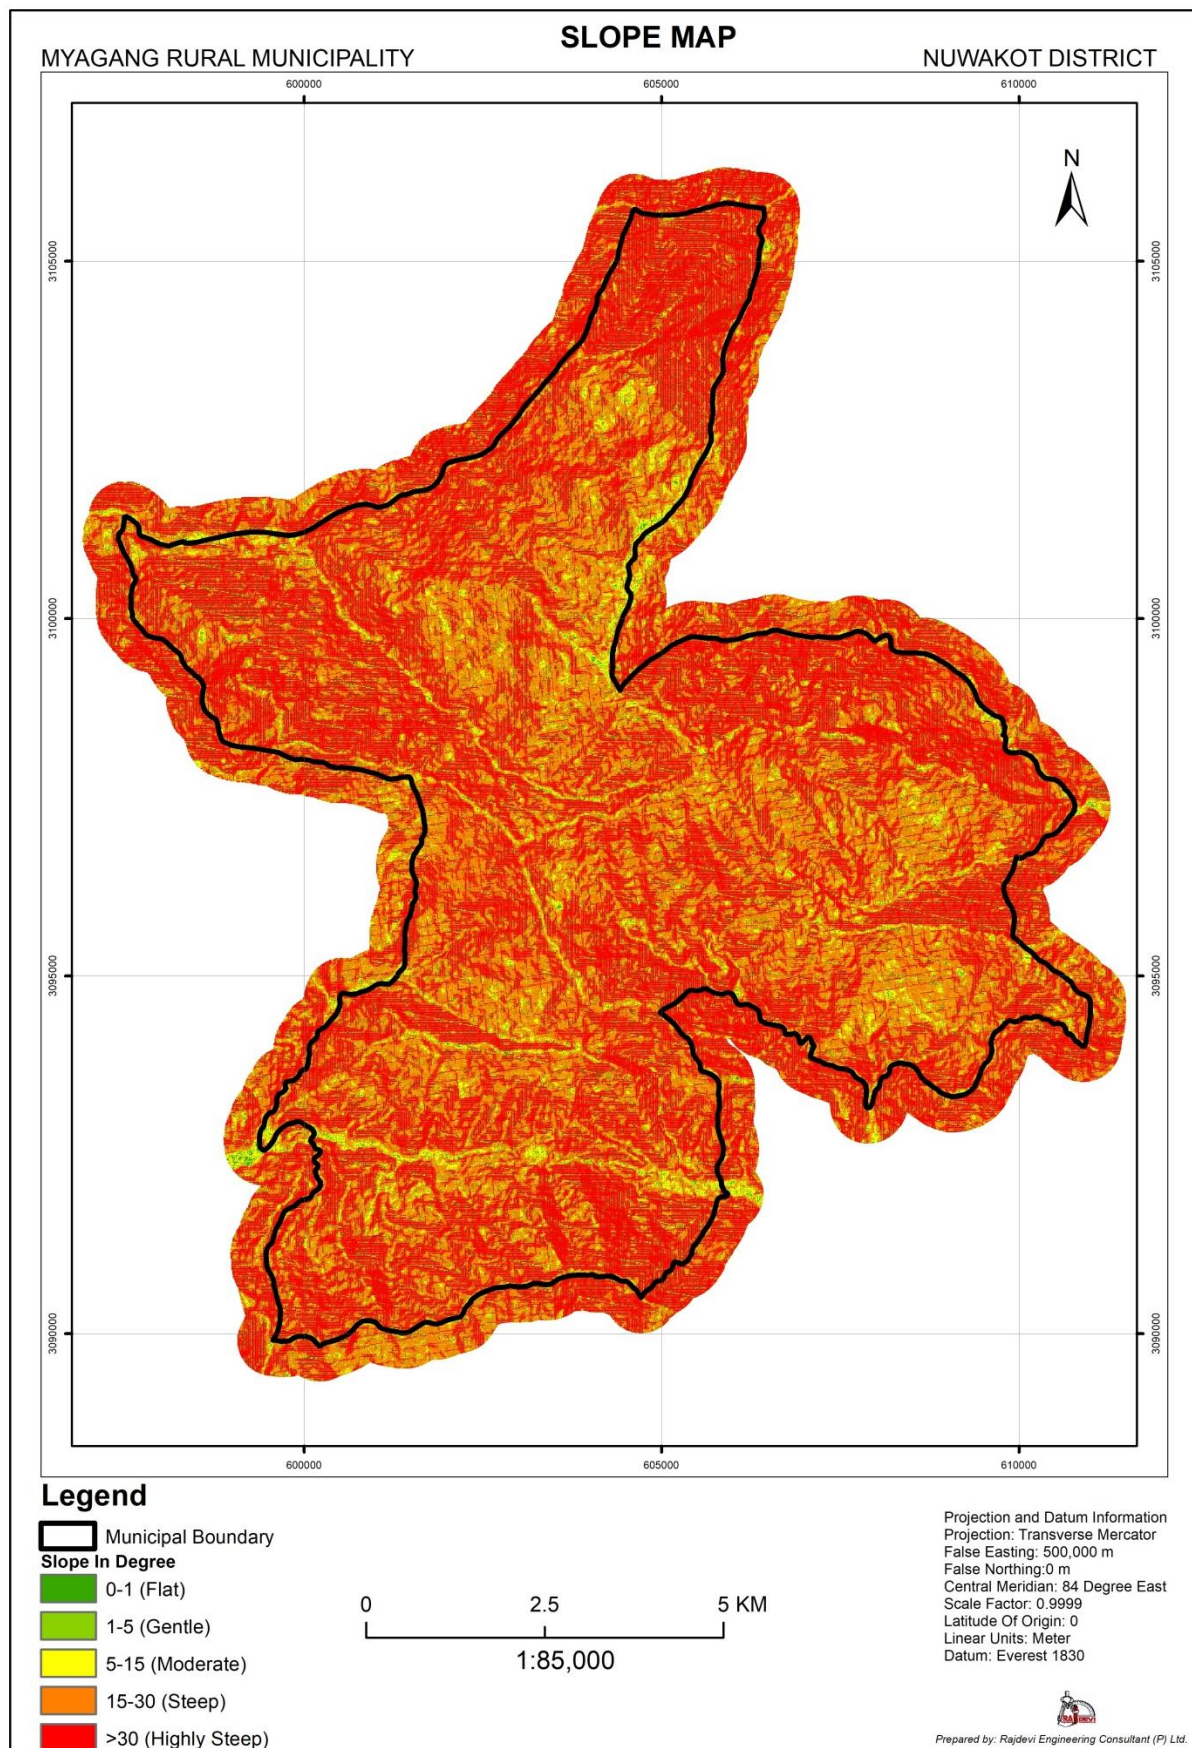 SLOPE MAP
MYAGANG RURAL MUNICIPALITY
NUWAKOT DISTRICT
600000
605000
610000
N
3105000
3105000
3100000
3100000
3095000
3095000
3090000
3090000
600000
605000
610000
Legend
Municipal Boundary
Slope In Degree
0-1 (Flat)
1-5 (Gentle)
5-15 (Moderate)
15-30 (Steep)
>30 (Highly Steep)
0 2.5 5 KM
1:85,000
Projection and Datum Information
Projection: Transverse Mercator
False Easting: 500,000 m
False Northing:0 m
Central Meridian: 84 Degree East
Scale Factor: 0.9999
Latitude Of Origin: 0
Linear Units: Meter
Datum: Everest 1830
Prepared by: Rajdevi Engineering Consultant (P) Ltd.